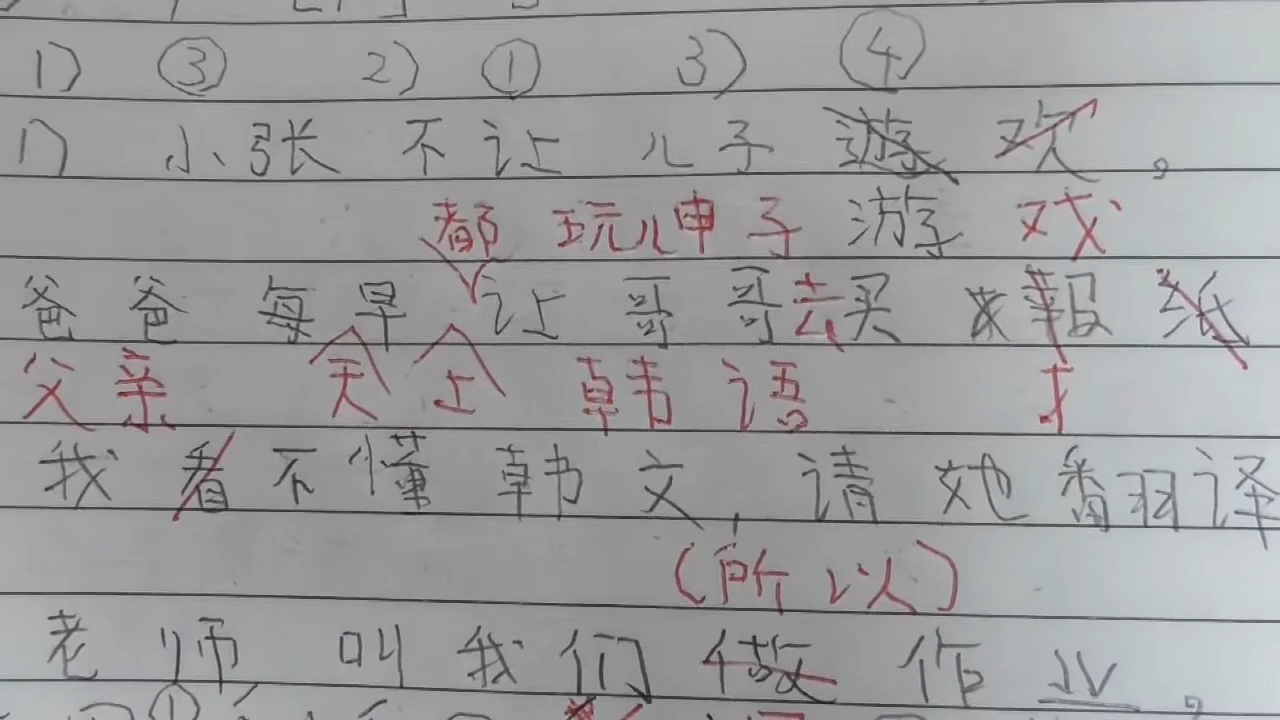 1) ③ 2) ① 3) ④
1) 小张 不 让 儿子 游 戏 。
都 玩儿 电 子 游 戏
爸 爸 每 早 让 哥 哥 去 买 報 纸
父 亲 天 上 韩 语
我 看 不 懂 韩 文 , 请 她 翻 译
(所 以)
老 师 叫 我 们 做 作 业 。